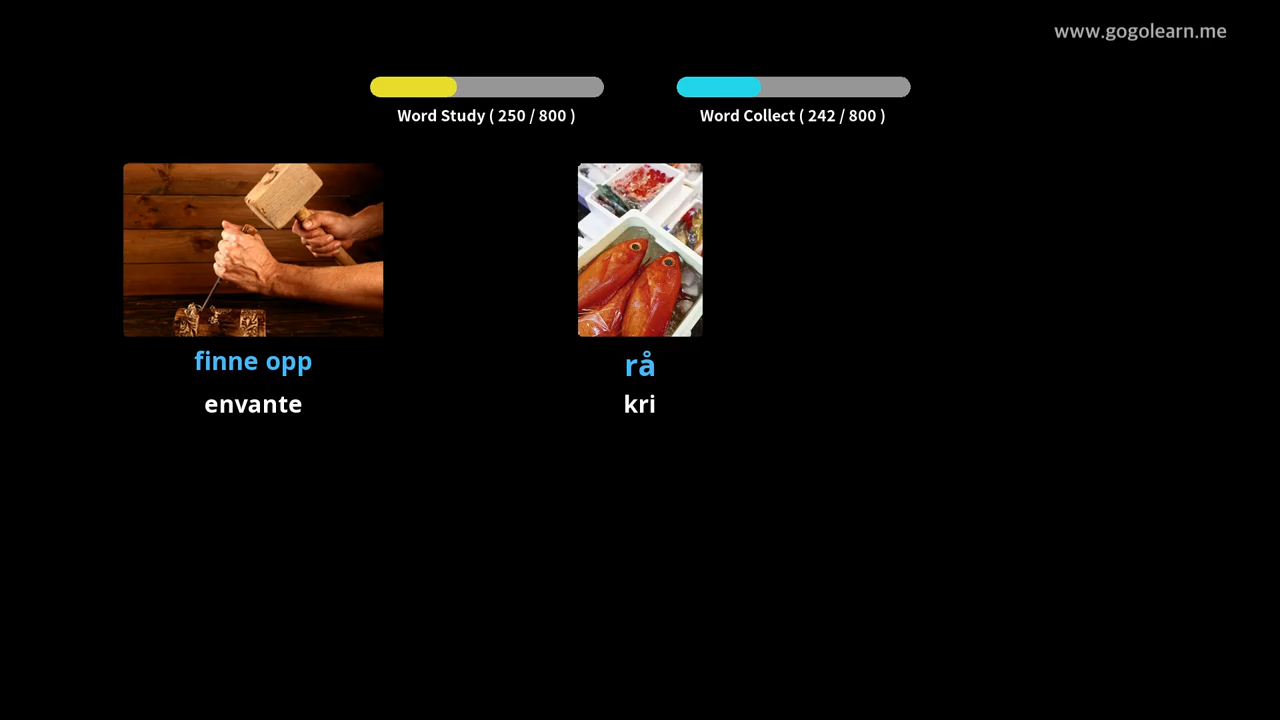 www.gogolearn.me
Word Study ( 250 / 800 )
Word Collect ( 242 / 800 )
finne opp
envante
rå
kri